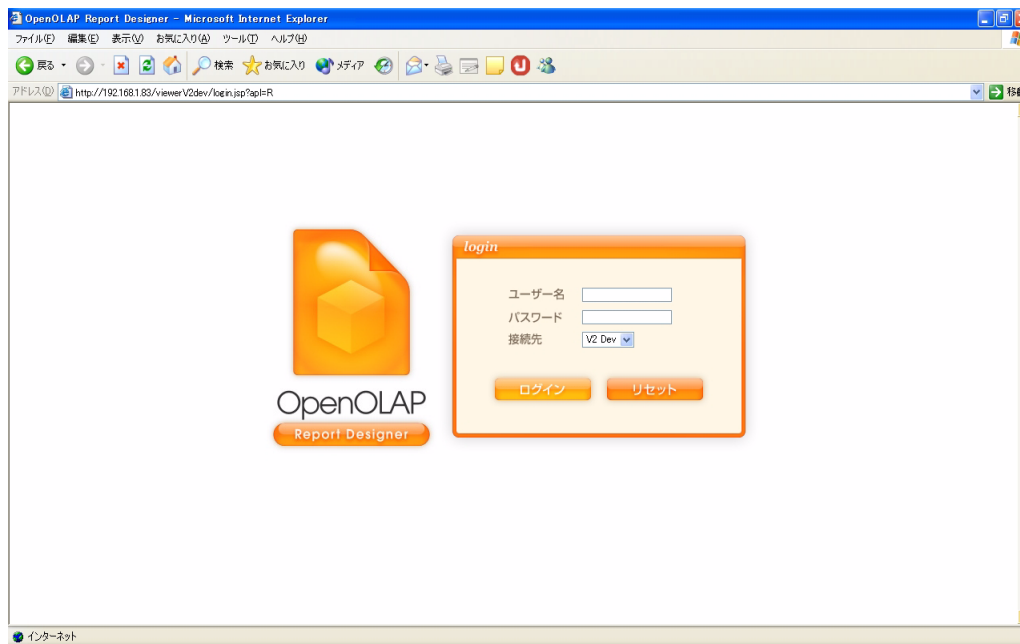 OpenOLAP Report Designer - Microsoft Internet Explorer
ファイル(F) 編集(E) 表示(V) お気に入り(A) ツール(T) ヘルプ(H)
戻る 検索 お気に入り メディア
アドレス(D) http://192.168.1.83/viewerV2dev/login.jsp?apl=R
login
ユーザー名
パスワード
接続先 V2 Dev
ログイン リセット
OpenOLAP
Report Designer
インターネット